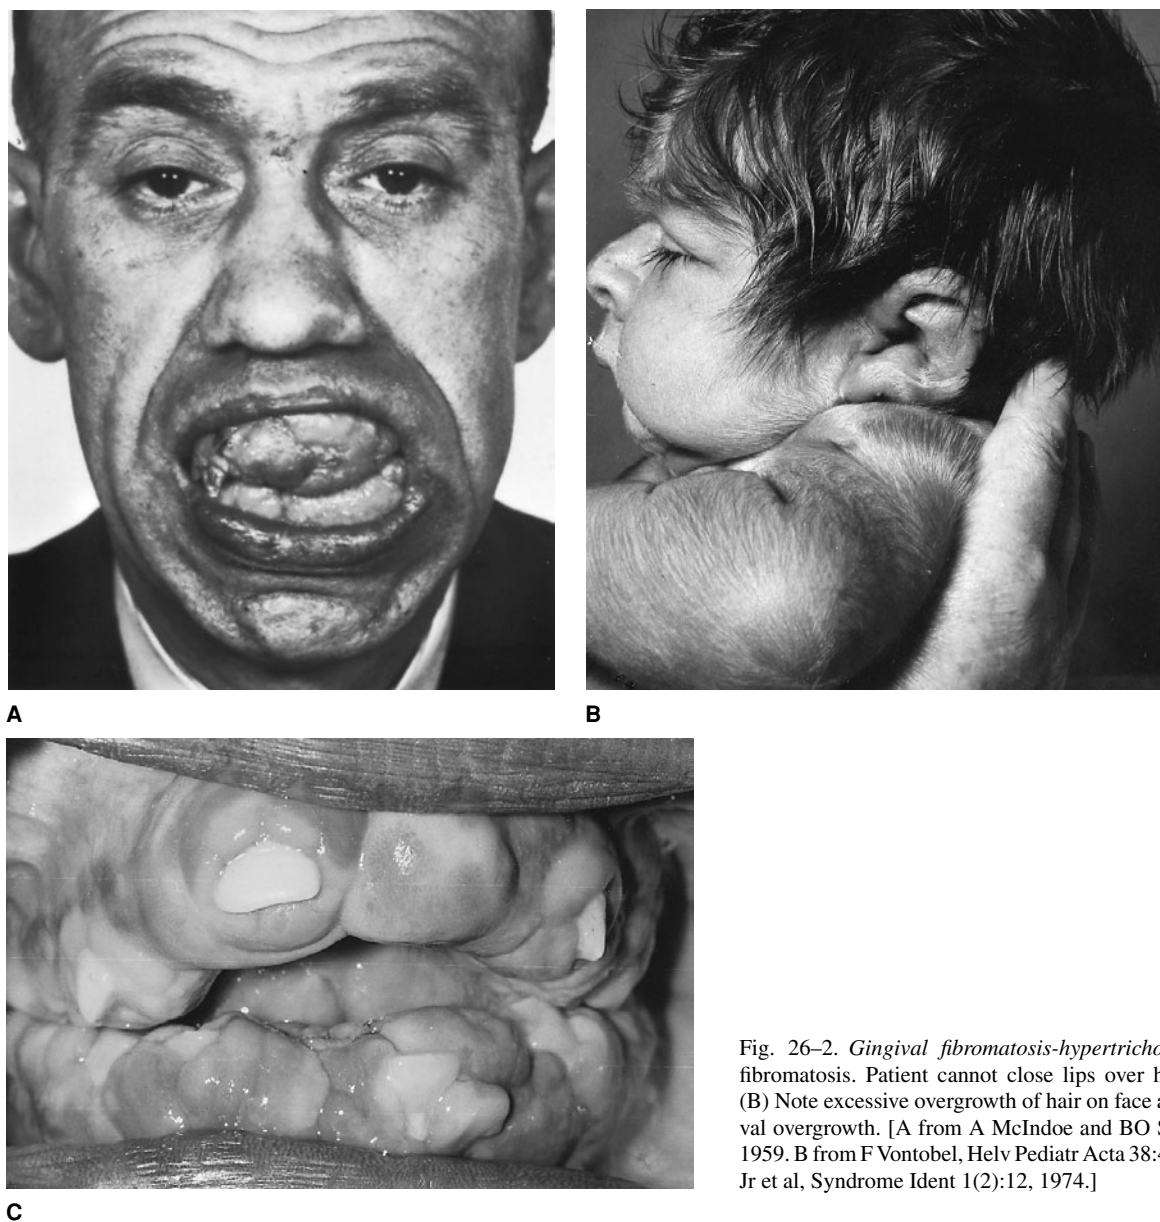 A
B
C
Fig. 26–2. Gingival fibromatosis-hypertricho
fibromatosis. Patient cannot close lips over h
(B) Note excessive overgrowth of hair on face a
val overgrowth. [A from A McIndoe and BO S
1959. B from F Vontobel, Helv Pediatr Acta 38:4
Jr et al, Syndrome Ident 1(2):12, 1974.]